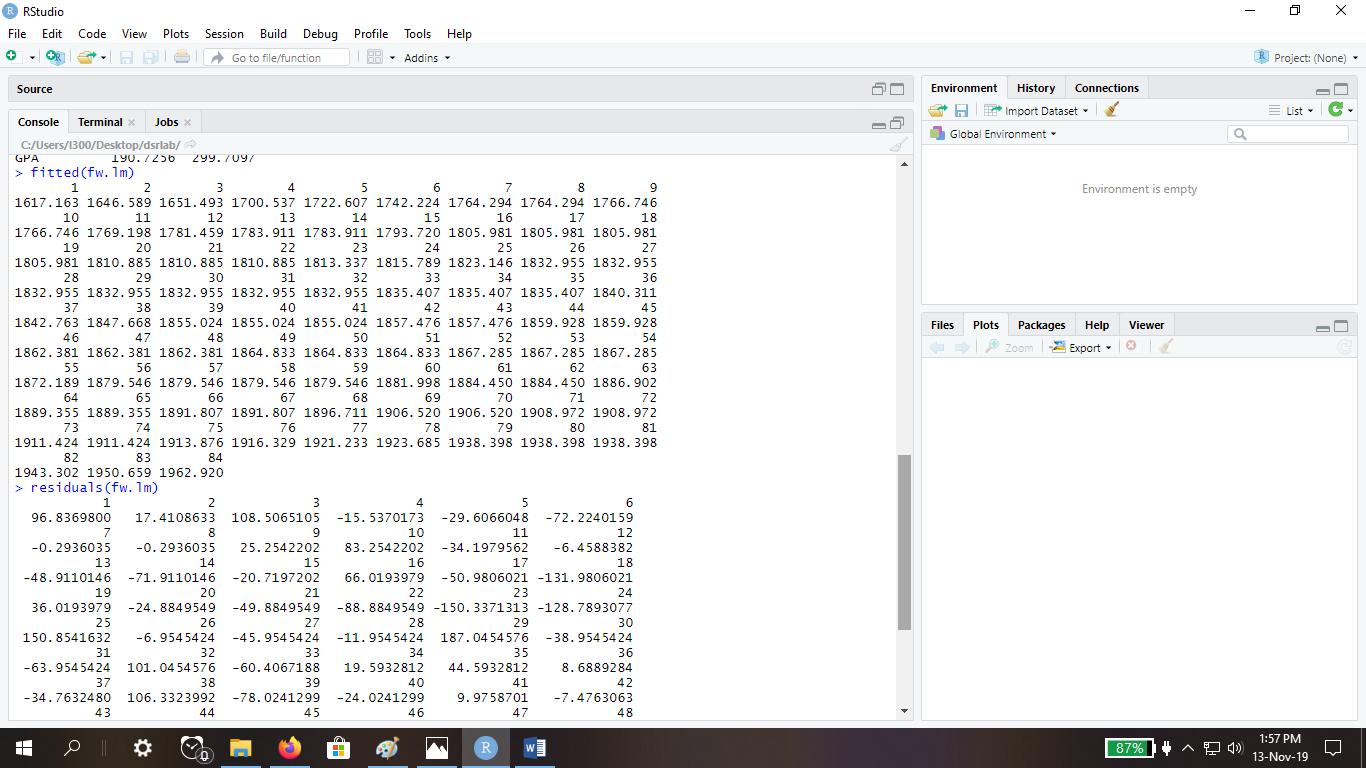 RStudio
File Edit Code View Plots Session Build Debug Profile Tools Help
Go to file/function Addins Project: (None)
Source
Console Terminal Jobs
C:/Users/l300/Desktop/dsrlab/
GPA 190.7256 299.7097
> fitted(fw.lm)
1 2 3 4 5 6 7 8 9
1617.163 1646.589 1651.493 1700.537 1722.607 1742.224 1764.294 1764.294 1766.746
10 11 12 13 14 15 16 17 18
1766.746 1769.198 1781.459 1783.911 1783.911 1793.720 1805.981 1805.981 1805.981
19 20 21 22 23 24 25 26 27
1805.981 1810.885 1810.885 1810.885 1813.337 1815.789 1823.146 1832.955 1832.955
28 29 30 31 32 33 34 35 36
1832.955 1832.955 1832.955 1832.955 1832.955 1835.407 1835.407 1835.407 1840.311
37 38 39 40 41 42 43 44 45
1842.763 1847.668 1855.024 1855.024 1855.024 1857.476 1857.476 1859.928 1859.928
46 47 48 49 50 51 52 53 54
1862.381 1862.381 1862.381 1864.833 1864.833 1864.833 1867.285 1867.285 1867.285
55 56 57 58 59 60 61 62 63
1872.189 1879.546 1879.546 1879.546 1879.546 1881.998 1884.450 1884.450 1886.902
64 65 66 67 68 69 70 71 72
1889.355 1889.355 1891.807 1891.807 1896.711 1906.520 1906.520 1908.972 1908.972
73 74 75 76 77 78 79 80 81
1911.424 1911.424 1913.876 1916.329 1921.233 1923.685 1938.398 1938.398 1938.398
82 83 84
1943.302 1950.659 1962.920
> residuals(fw.lm)
1 2 3 4 5 6
96.8369800 17.4108633 108.5065105 -15.5370173 -29.6066048 -72.2240159
7 8 9 10 11 12
-0.2936035 -0.2936035 25.2542202 83.2542202 -34.1979562 -6.4588382
13 14 15 16 17 18
-48.9110146 -71.9110146 -20.7197202 66.0193979 -50.9806021 -131.9806021
19 20 21 22 23 24
36.0193979 -24.8849549 -49.8849549 -88.8849549 -150.3371313 -128.7893077
25 26 27 28 29 30
150.8541632 -6.9545424 -45.9545424 -11.9545424 187.0454576 -38.9545424
31 32 33 34 35 36
-63.9545424 101.0454576 -60.4067188 19.5932812 44.5932812 8.6889284
37 38 39 40 41 42
-34.7632480 106.3323992 -78.0241299 -24.0241299 9.9758701 -7.4763063
43 44 45 46 47 48
Environment History Connections
Import Dataset List
Global Environment
Environment is empty
Files Plots Packages Help Viewer
Zoom Export
87% 1:57 PM
13-Nov-19